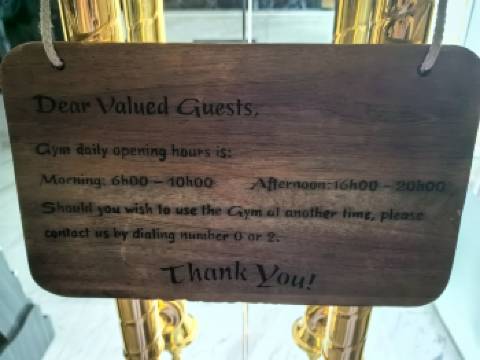 Dear Valued Guests,
Gym daily opening hours is:
Morning: 6h00 – 10h00 Afternoon: 16h00 – 20h00
Should you wish to use the Gym at another time, please
contact us by dialing number 0 or 2.
Thank You!